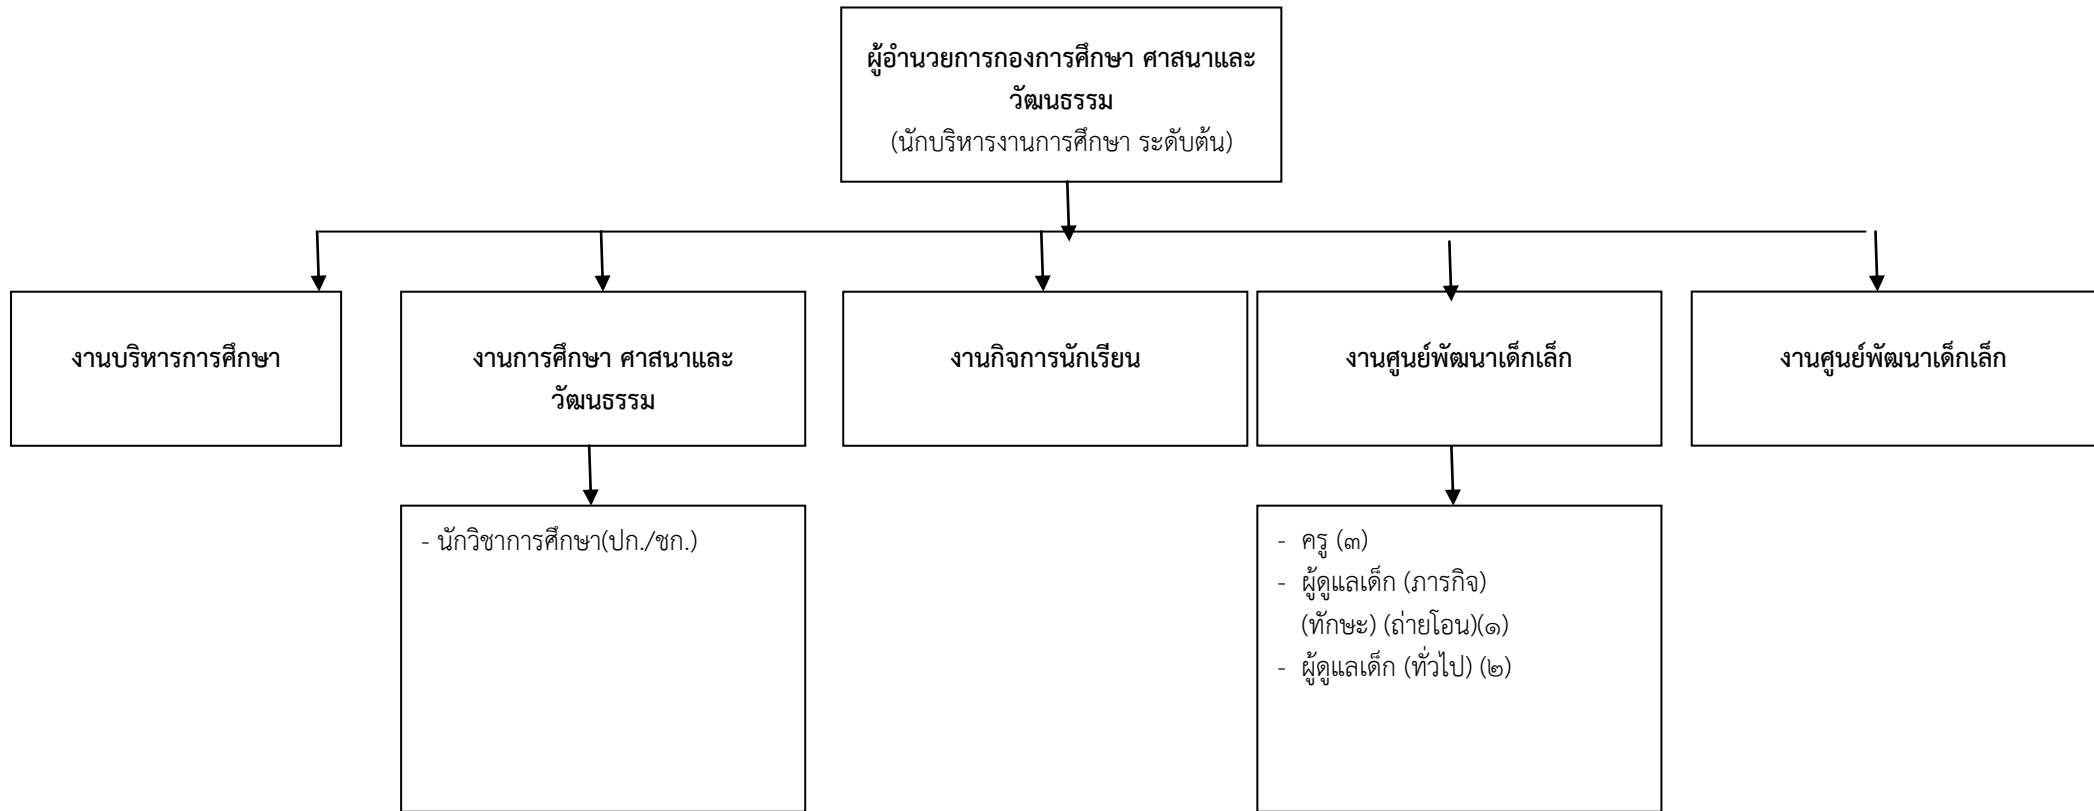 ผู้อำนวยการกองการศึกษา ศาสนาและ
วัฒนธรรม
(นักบริหารงานการศึกษา ระดับต้น)
งานบริหารการศึกษา
งานการศึกษา ศาสนาและ
วัฒนธรรม
งานกิจการนักเรียน
งานศูนย์พัฒนาเด็กเล็ก
งานศูนย์พัฒนาเด็กเล็ก
- นักวิชาการศึกษา(ปก./ชก.)
- ครู (๓)
- ผู้ดูแลเด็ก (ภารกิจ)
(ทักษะ) (ถ่ายโอน)(๑)
- ผู้ดูแลเด็ก (ทั่วไป) (๒)